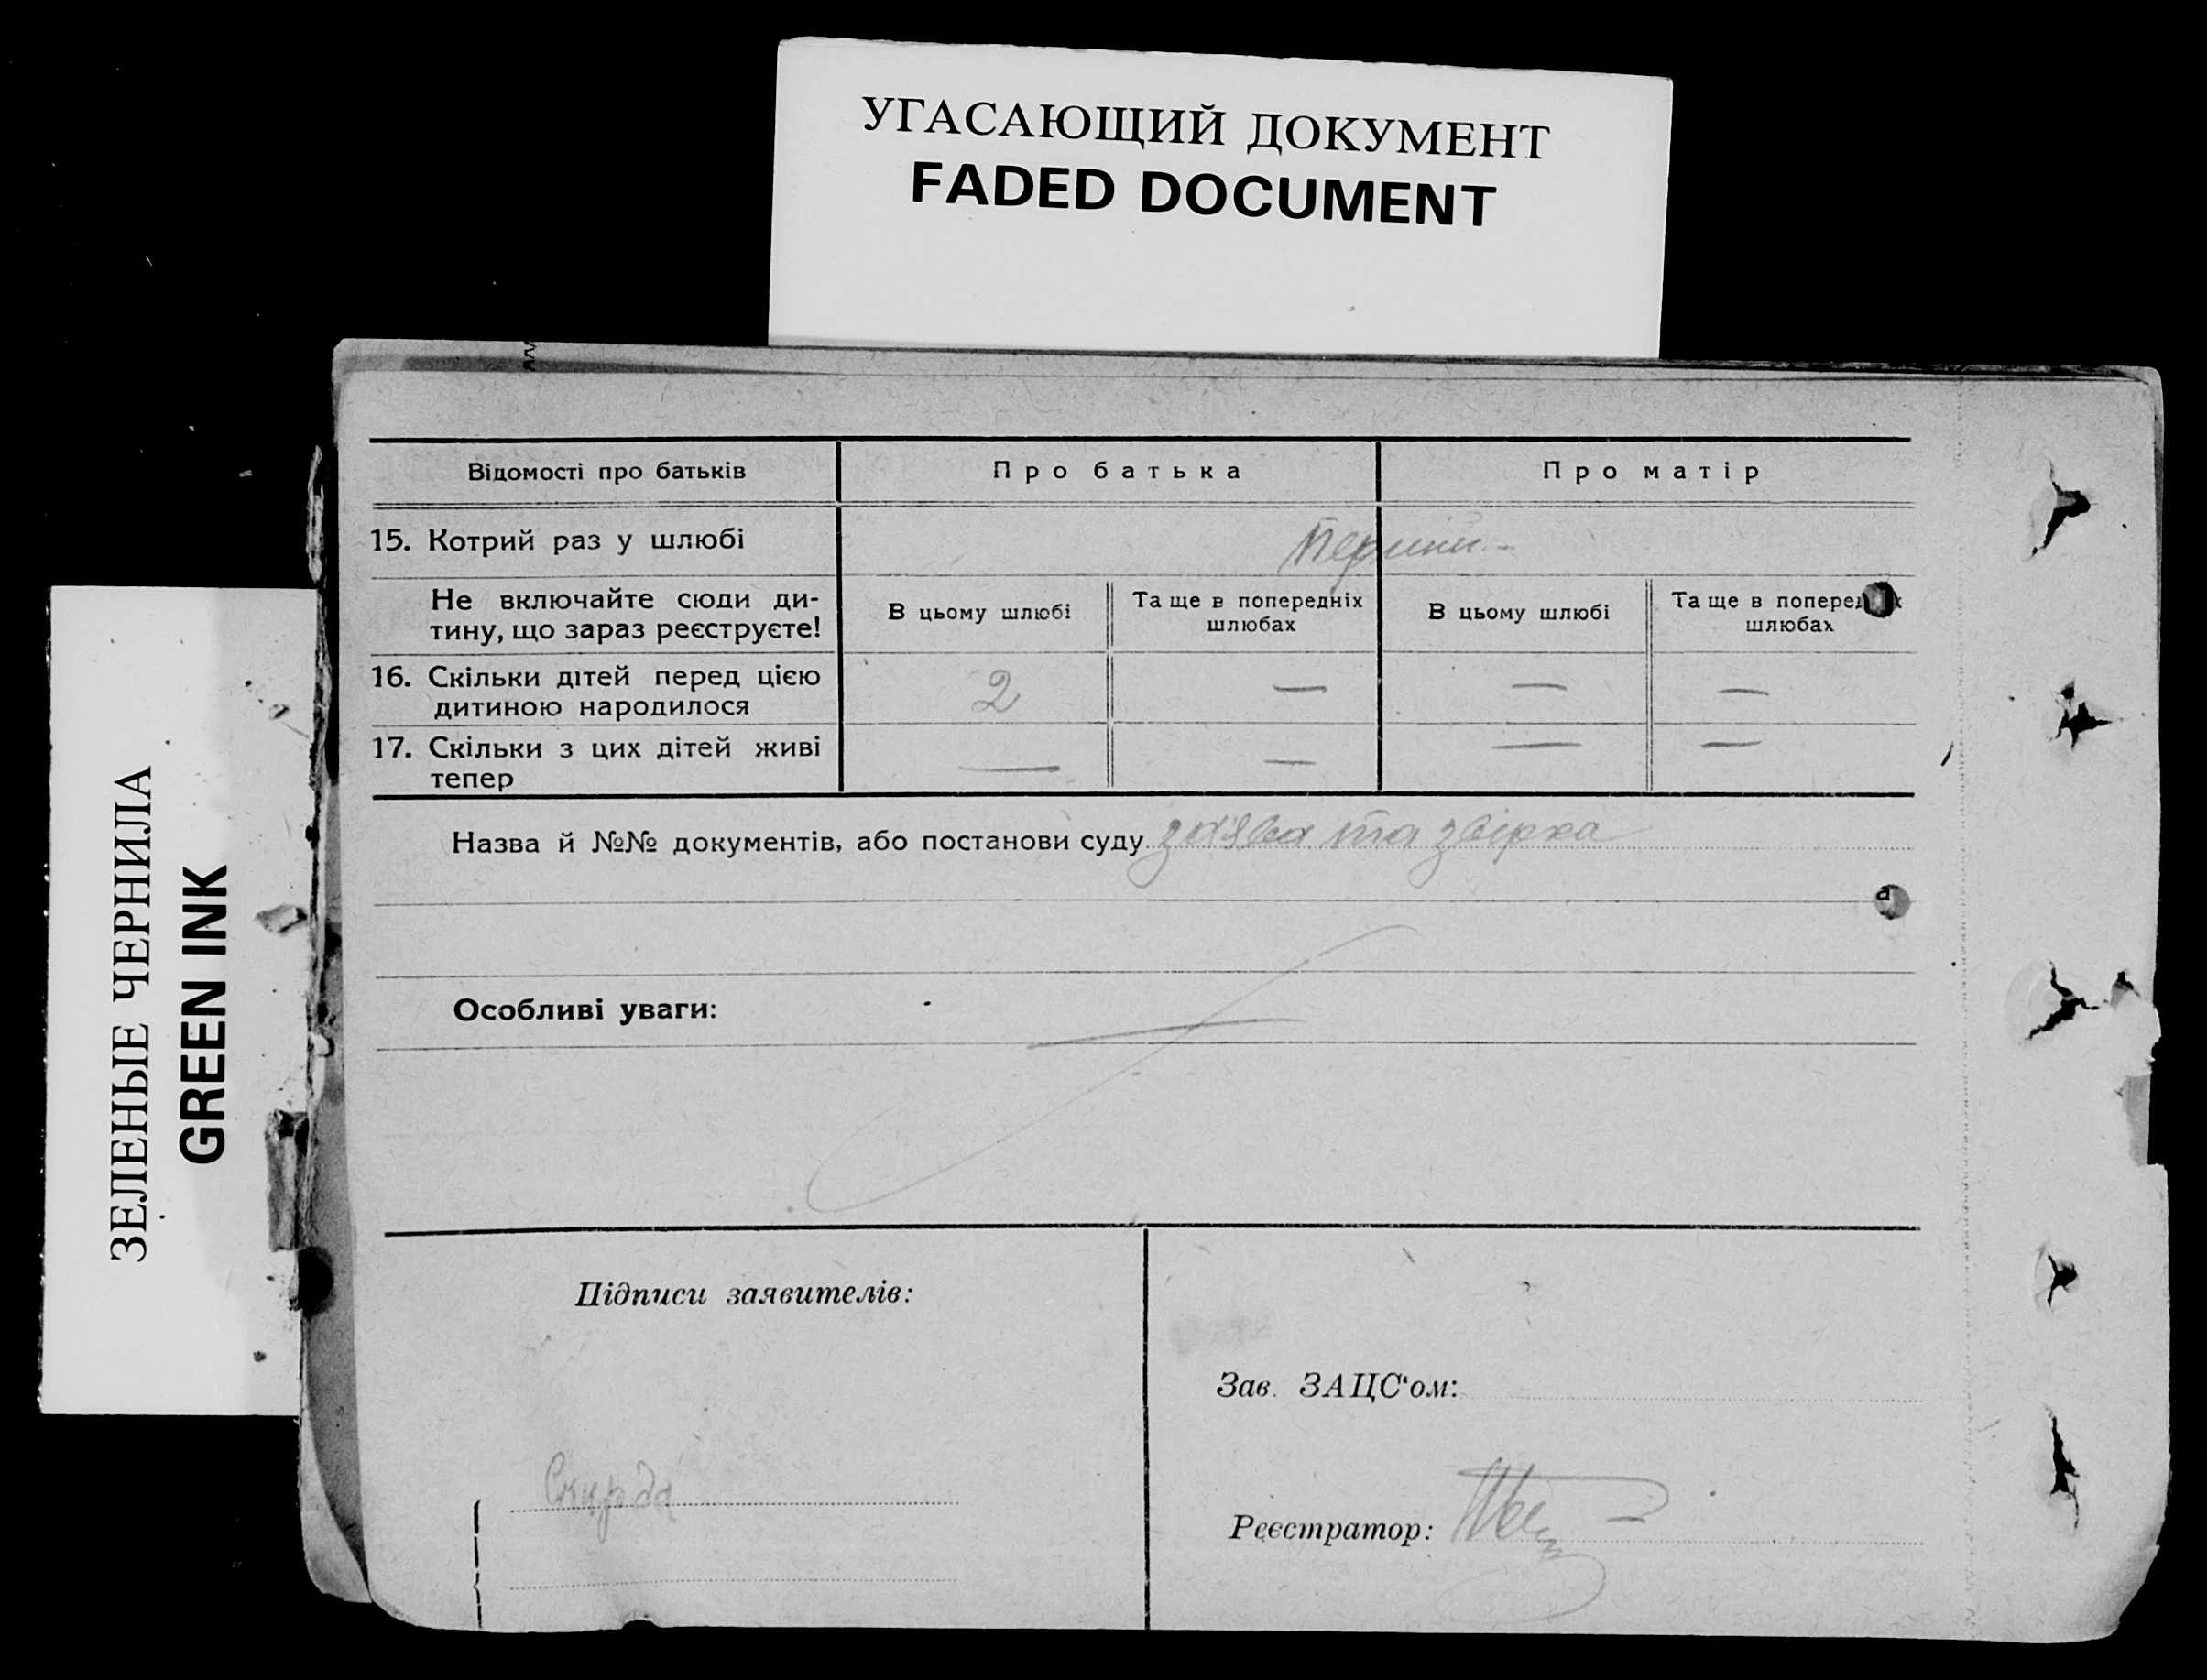 УГАСАЮЩИЙ ДОКУМЕНТ
FADED DOCUMENT
ЗЕЛЕНЫЕ ЧЕРНИЛА
GREEN INK
Відомості про батьків
Про батька
Про матір
15. Котрий раз у шлюбі
Перший
Не включайте сюди ди-
тину, що зараз реєструєте!
В цьому шлюбі
Та ще в попередніх
шлюбах
В цьому шлюбі
Та ще в попередніх
шлюбах
16. Скільки дітей перед цією
дитиною народилося
2 — — —
17. Скільки з цих дітей живі
тепер
— — — —
Назва й №№ документів, або постанови суду заява та звірка
Особливі уваги:
Підписи заявителів:
Скирда
Зав. ЗАЦС‘ом:
Реєстратор: